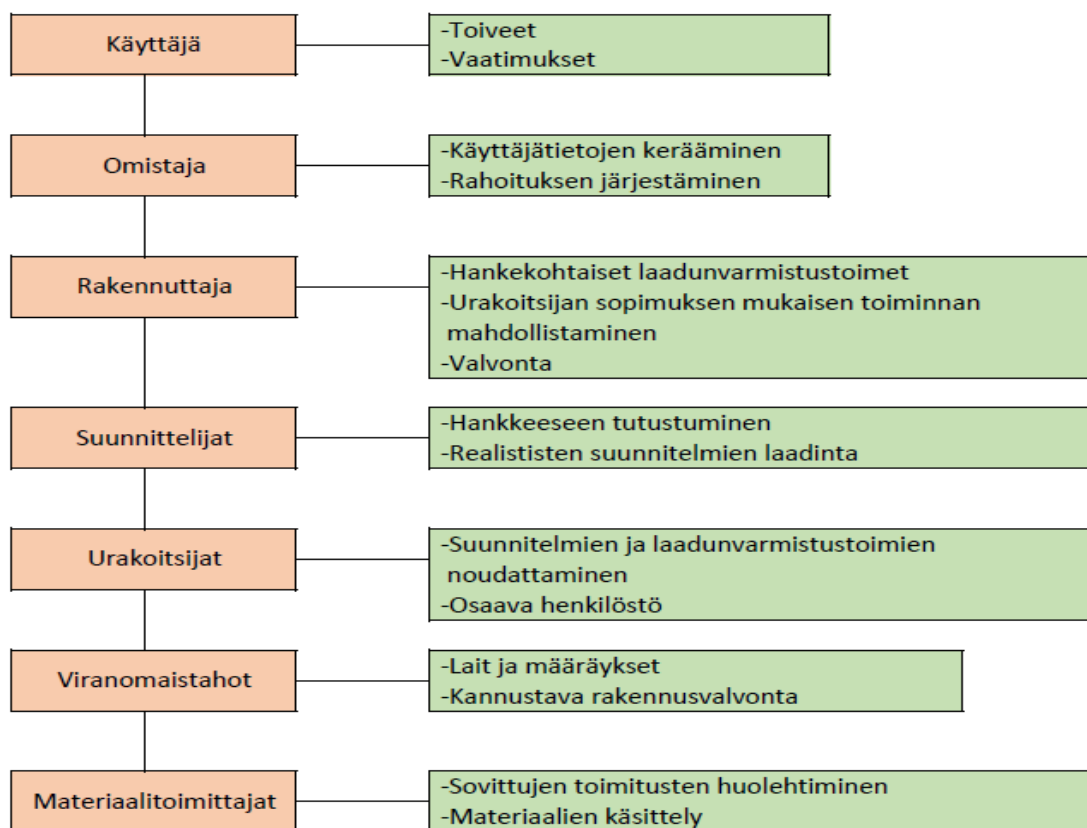 Käyttäjä
-Toiveet
-Vaatimukset
Omistaja
-Käyttäjätietojen kerääminen
-Rahoituksen järjestäminen
Rakennuttaja
-Hankekohtaiset laadunvarmistustoimet
-Urakoitsijan sopimuksen mukaisen toiminnan
mahdollistaminen
-Valvonta
Suunnittelijat
-Hankkeeseen tutustuminen
-Realististen suunnitelmien laadinta
Urakoitsijat
-Suunnitelmien ja laadunvarmistustoimien
noudattaminen
-Osaava henkilöstö
Viranomaistahot
-Lait ja määräykset
-Kannustava rakennusvalvonta
Materiaalitoimittajat
-Sovittujen toimitusten huolehtiminen
-Materiaalien käsittely